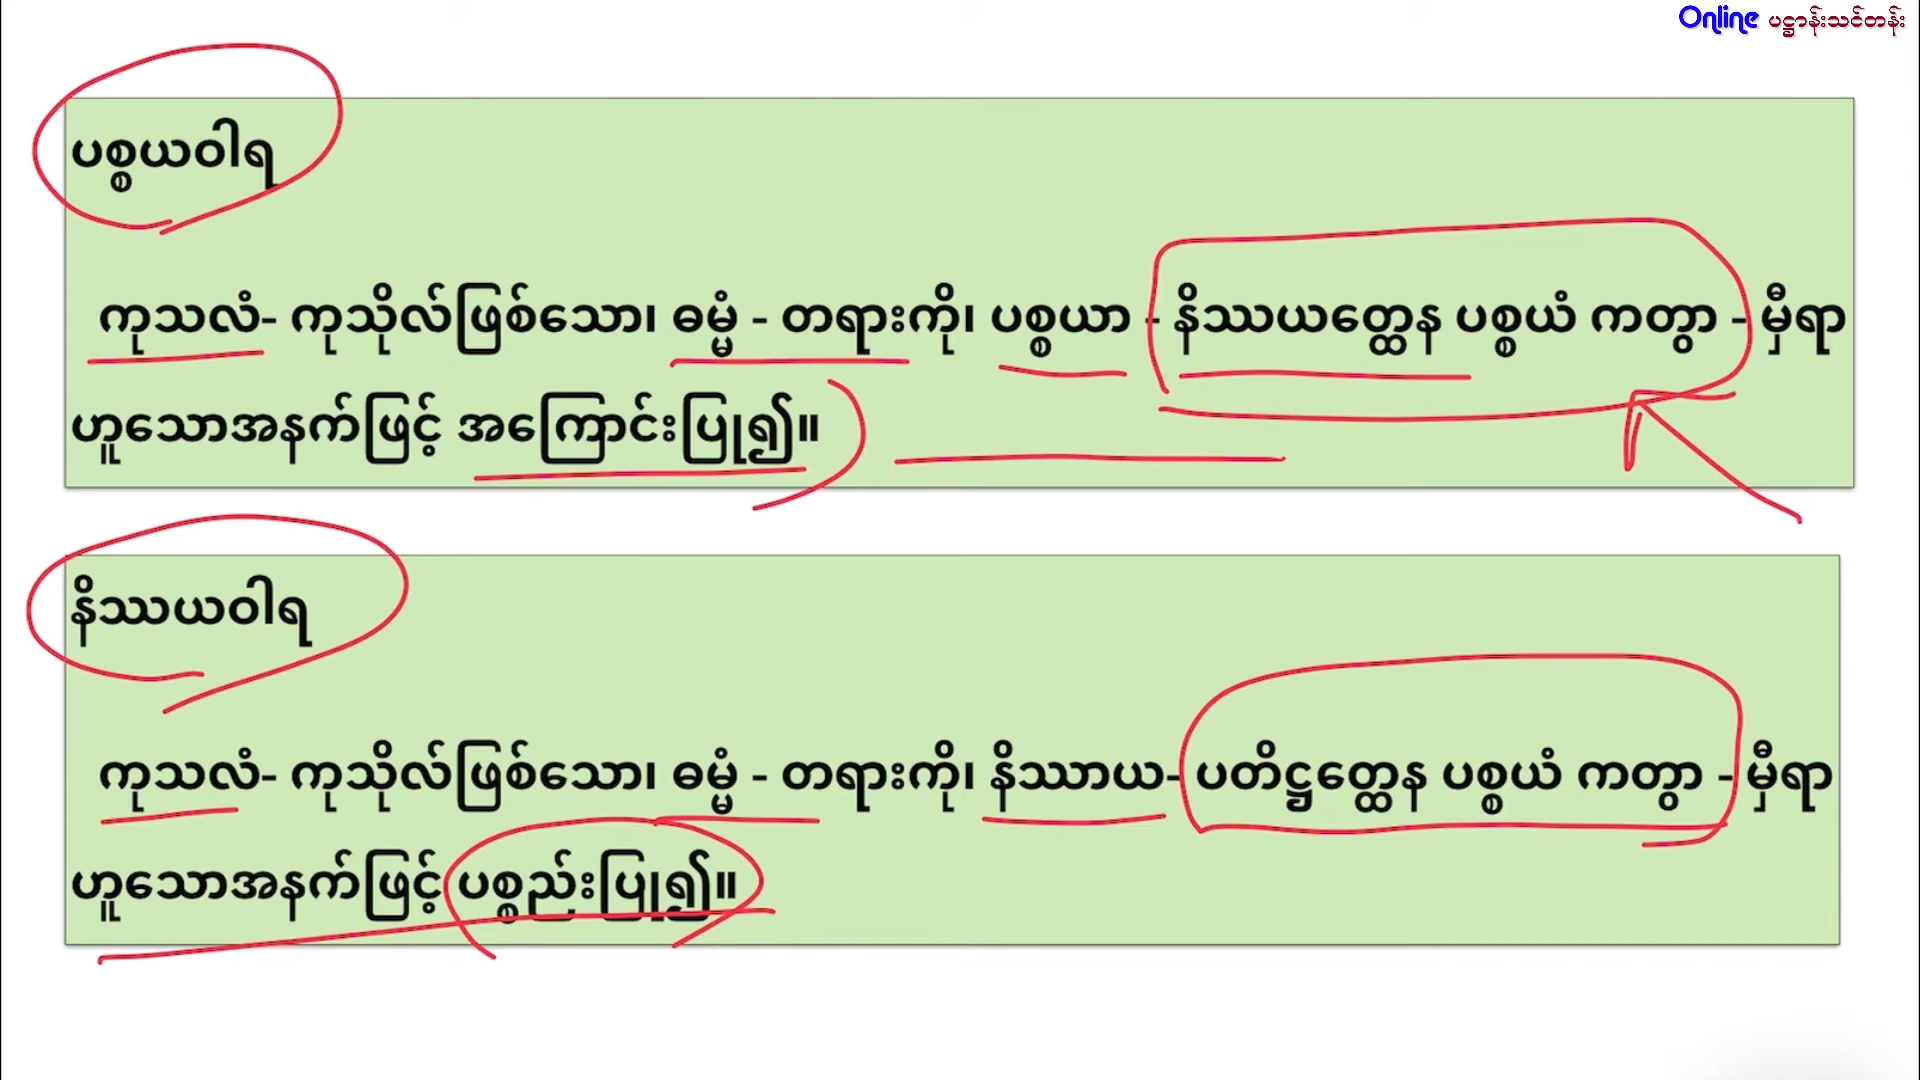 Online ပဋ္ဌာန်းသင်တန်း
ပစ္စယဝါရ
ကုသလံ- ကုသိုလ်ဖြစ်သော၊ ဓမ္မံ - တရားကို၊ ပစ္စယာ - နိဿယတ္ထေန ပစ္စယံ ကတွာ - မှီရာ
ဟူသောအနက်ဖြင့် အကြောင်းပြု၍။
နိဿယဝါရ
ကုသလံ- ကုသိုလ်ဖြစ်သော၊ ဓမ္မံ - တရားကို၊ နိဿာယ- ပတိဋ္ဌတ္ထေန ပစ္စယံ ကတွာ - မှီရာ
ဟူသောအနက်ဖြင့် ပစ္စည်းပြု၍။